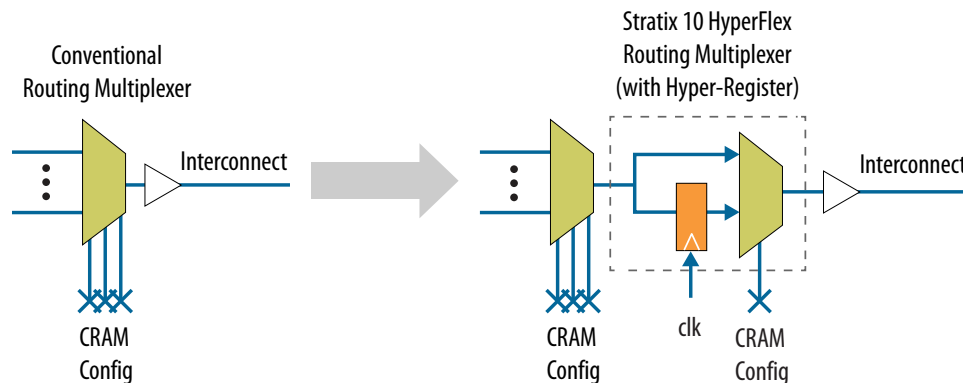 Conventional
Routing Multiplexer
Interconnect
CRAM
Config
Stratix 10 HyperFlex
Routing Multiplexer
(with Hyper-Register)
Interconnect
CRAM
Config
clk
CRAM
Config